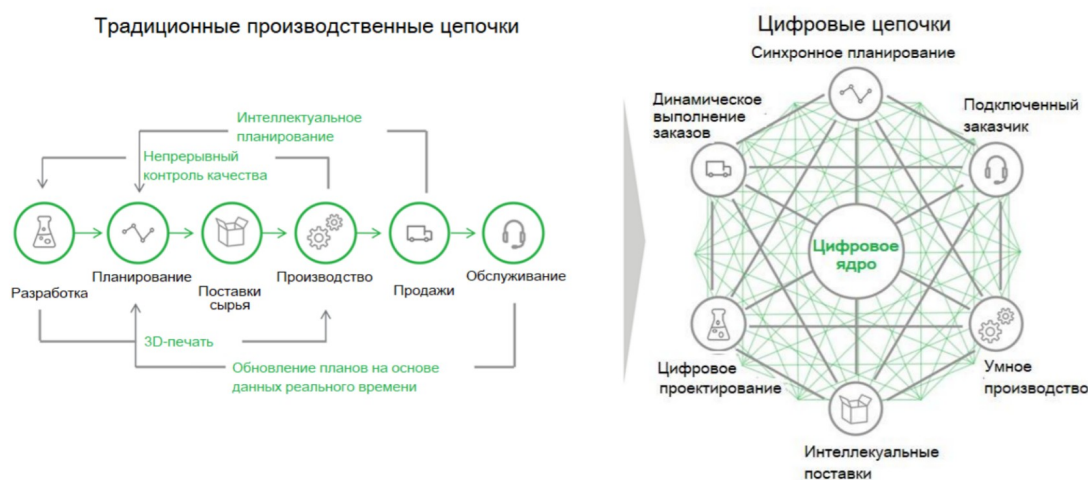 Традиционные производственные цепочки
Интеллектуальное
планирование
Непрерывный
контроль качества
Разработка
Планирование
Поставки
сырья
Производство
Продажи
Обслуживание
3D-печать
Обновление планов на основе
данных реального времени
Цифровые цепочки
Синхронное планирование
Динамическое
выполнение
заказов
Подключенный
заказчик
Цифровое
ядро
Цифровое
проектирование
Умное
производство
Интеллекуальные
поставки